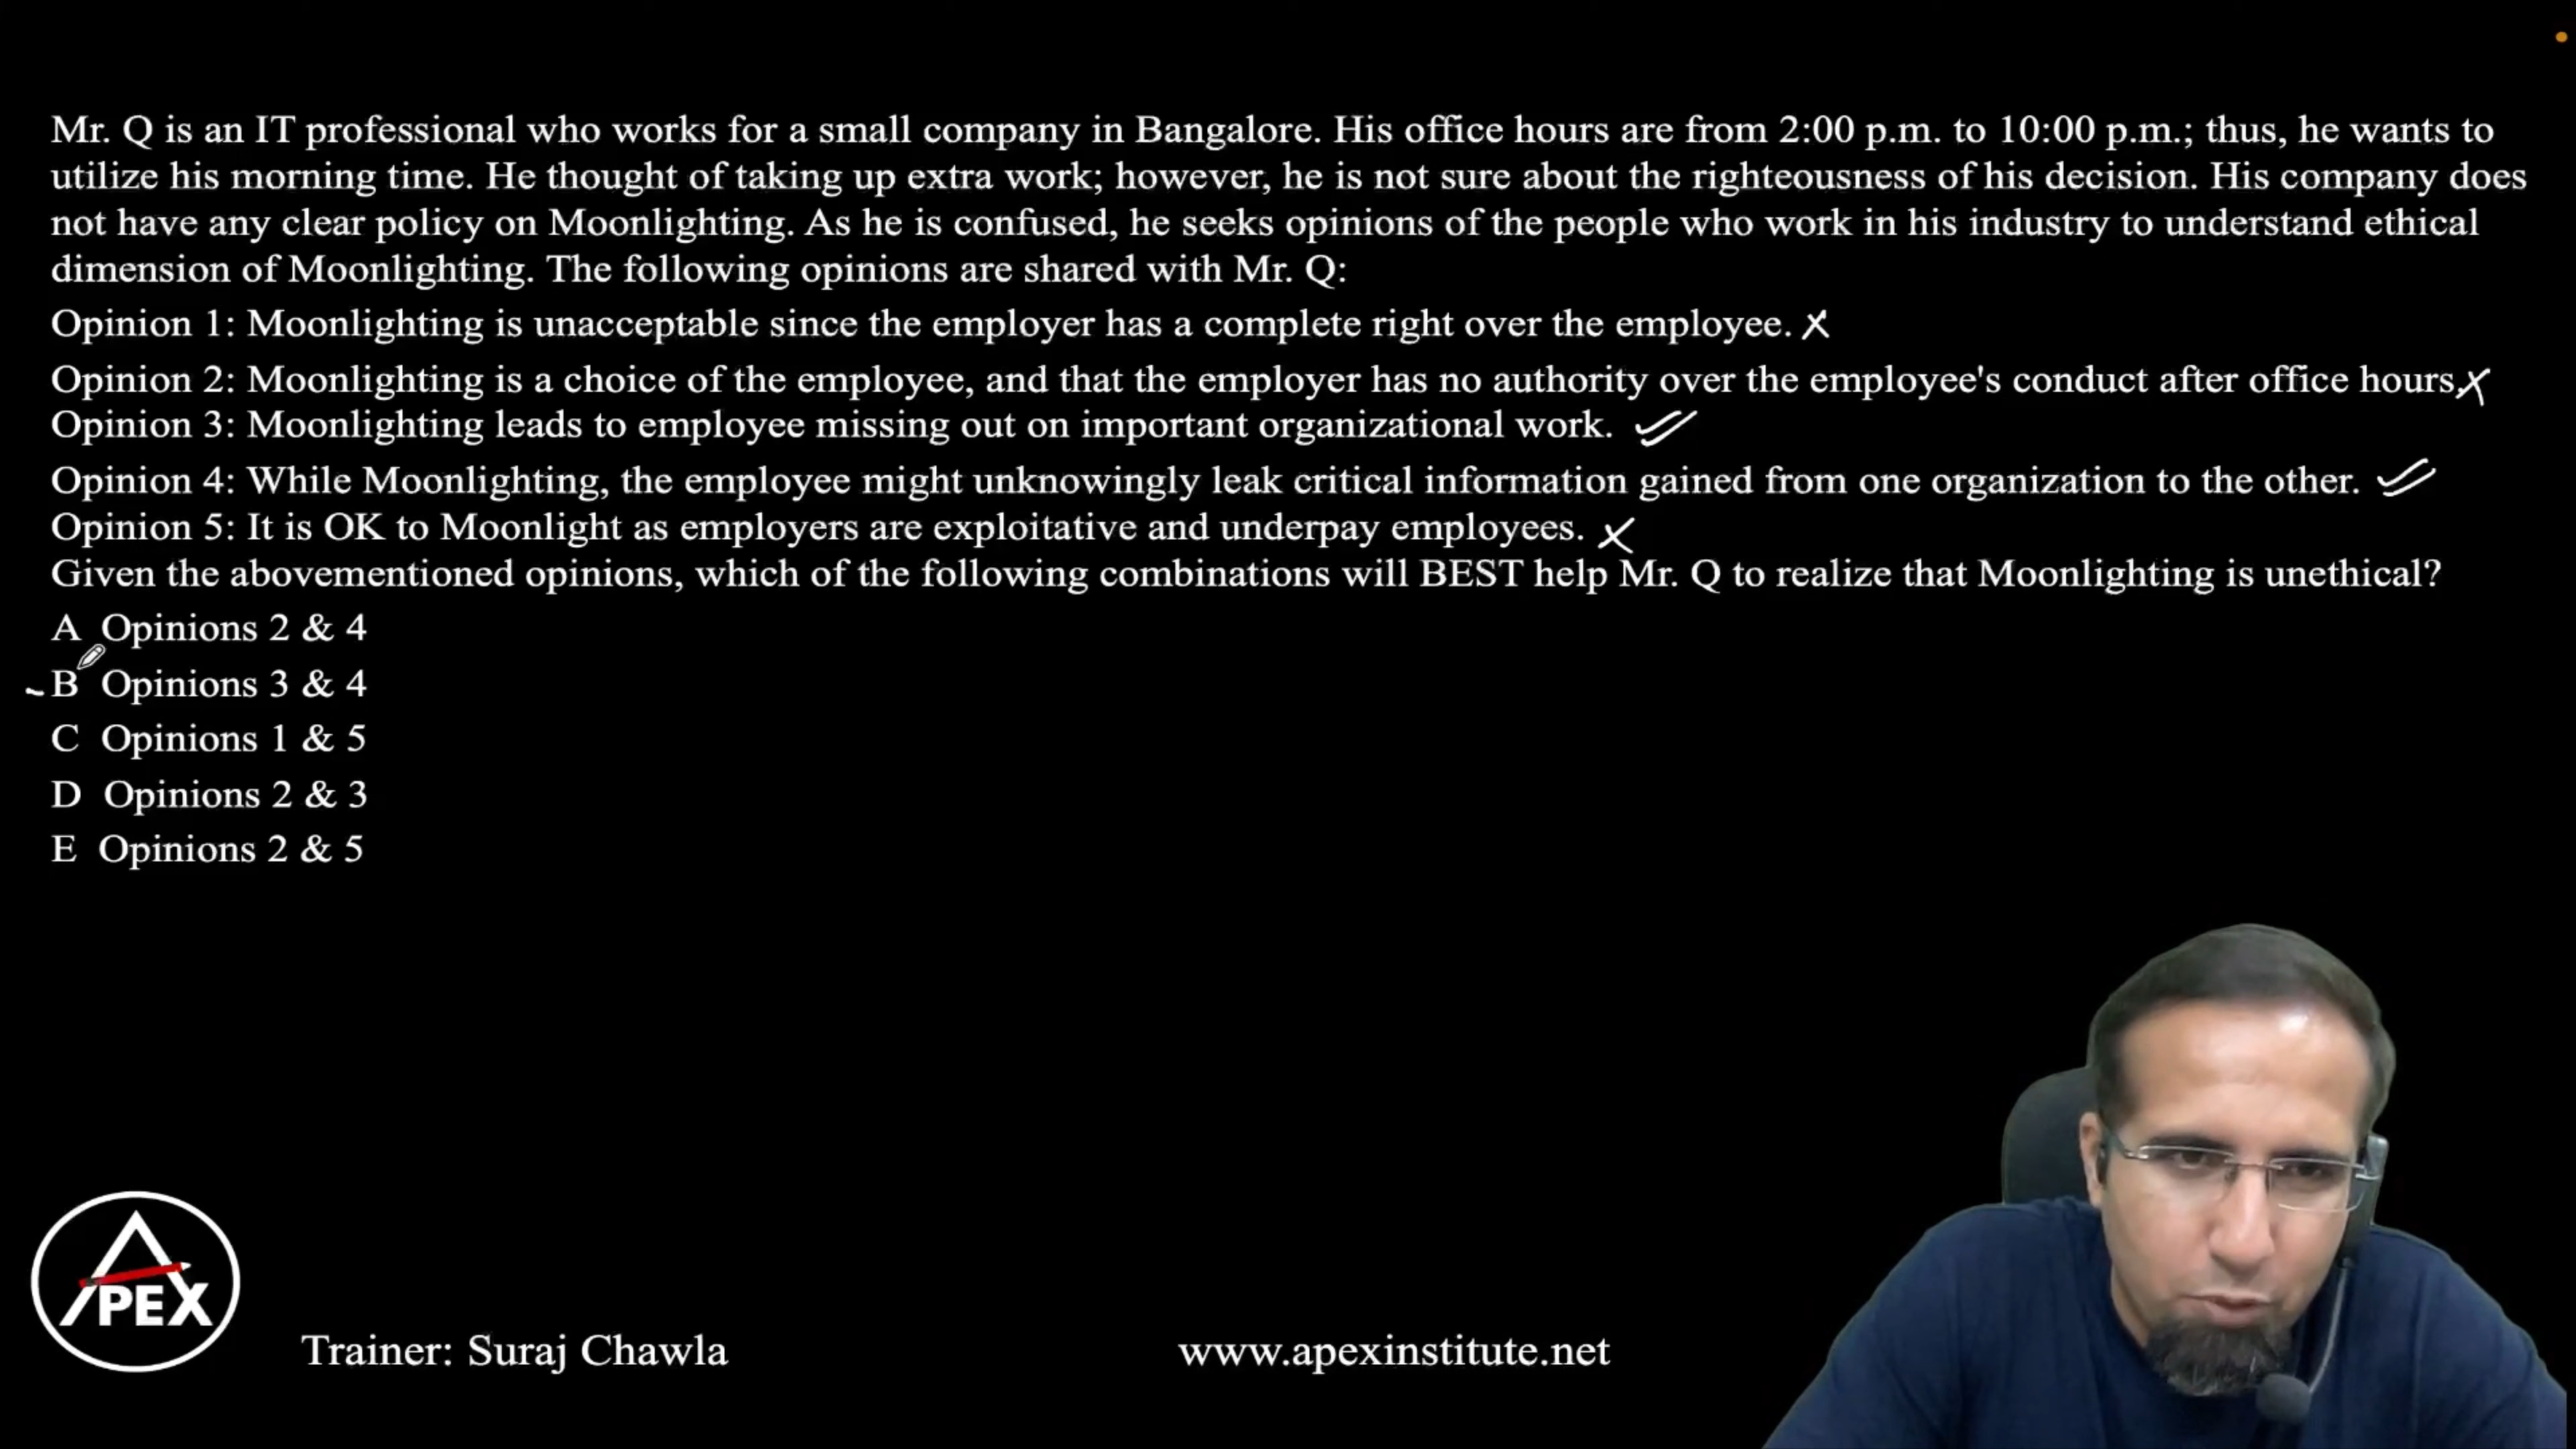 Mr. Q is an IT professional who works for a small company in Bangalore. His office hours are from 2:00 p.m. to 10:00 p.m.; thus, he wants to
utilize his morning time. He thought of taking up extra work; however, he is not sure about the righteousness of his decision. His company does
not have any clear policy on Moonlighting. As he is confused, he seeks opinions of the people who work in his industry to understand ethical
dimension of Moonlighting. The following opinions are shared with Mr. Q:
Opinion 1: Moonlighting is unacceptable since the employer has a complete right over the employee.
Opinion 2: Moonlighting is a choice of the employee, and that the employer has no authority over the employee's conduct after office hours.
Opinion 3: Moonlighting leads to employee missing out on important organizational work.
Opinion 4: While Moonlighting, the employee might unknowingly leak critical information gained from one organization to the other.
Opinion 5: It is OK to Moonlight as employers are exploitative and underpay employees.
Given the abovementioned opinions, which of the following combinations will BEST help Mr. Q to realize that Moonlighting is unethical?
A Opinions 2 & 4
B Opinions 3 & 4
C Opinions 1 & 5
D Opinions 2 & 3
E Opinions 2 & 5
APEX
Trainer: Suraj Chawla
www.apexinstitute.net